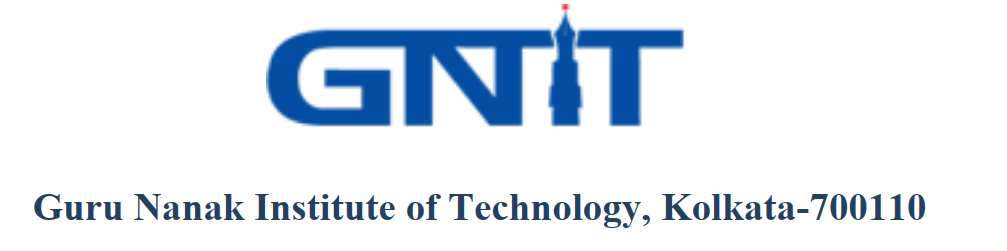 GNIT
Guru Nanak Institute of Technology, Kolkata-700110